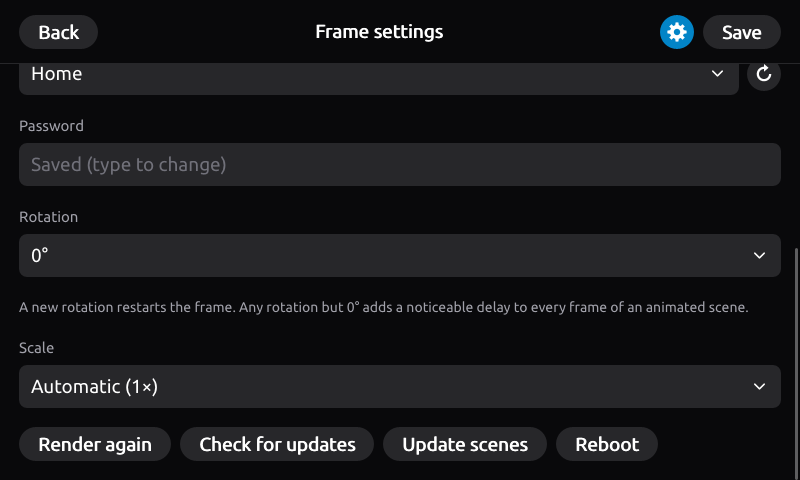 Back
Frame settings
Save
Home
Password
Saved (type to change)
Rotation
0°
A new rotation restarts the frame. Any rotation but 0° adds a noticeable delay to every frame of an animated scene.
Scale
Automatic (1×)
Render again
Check for updates
Update scenes
Reboot